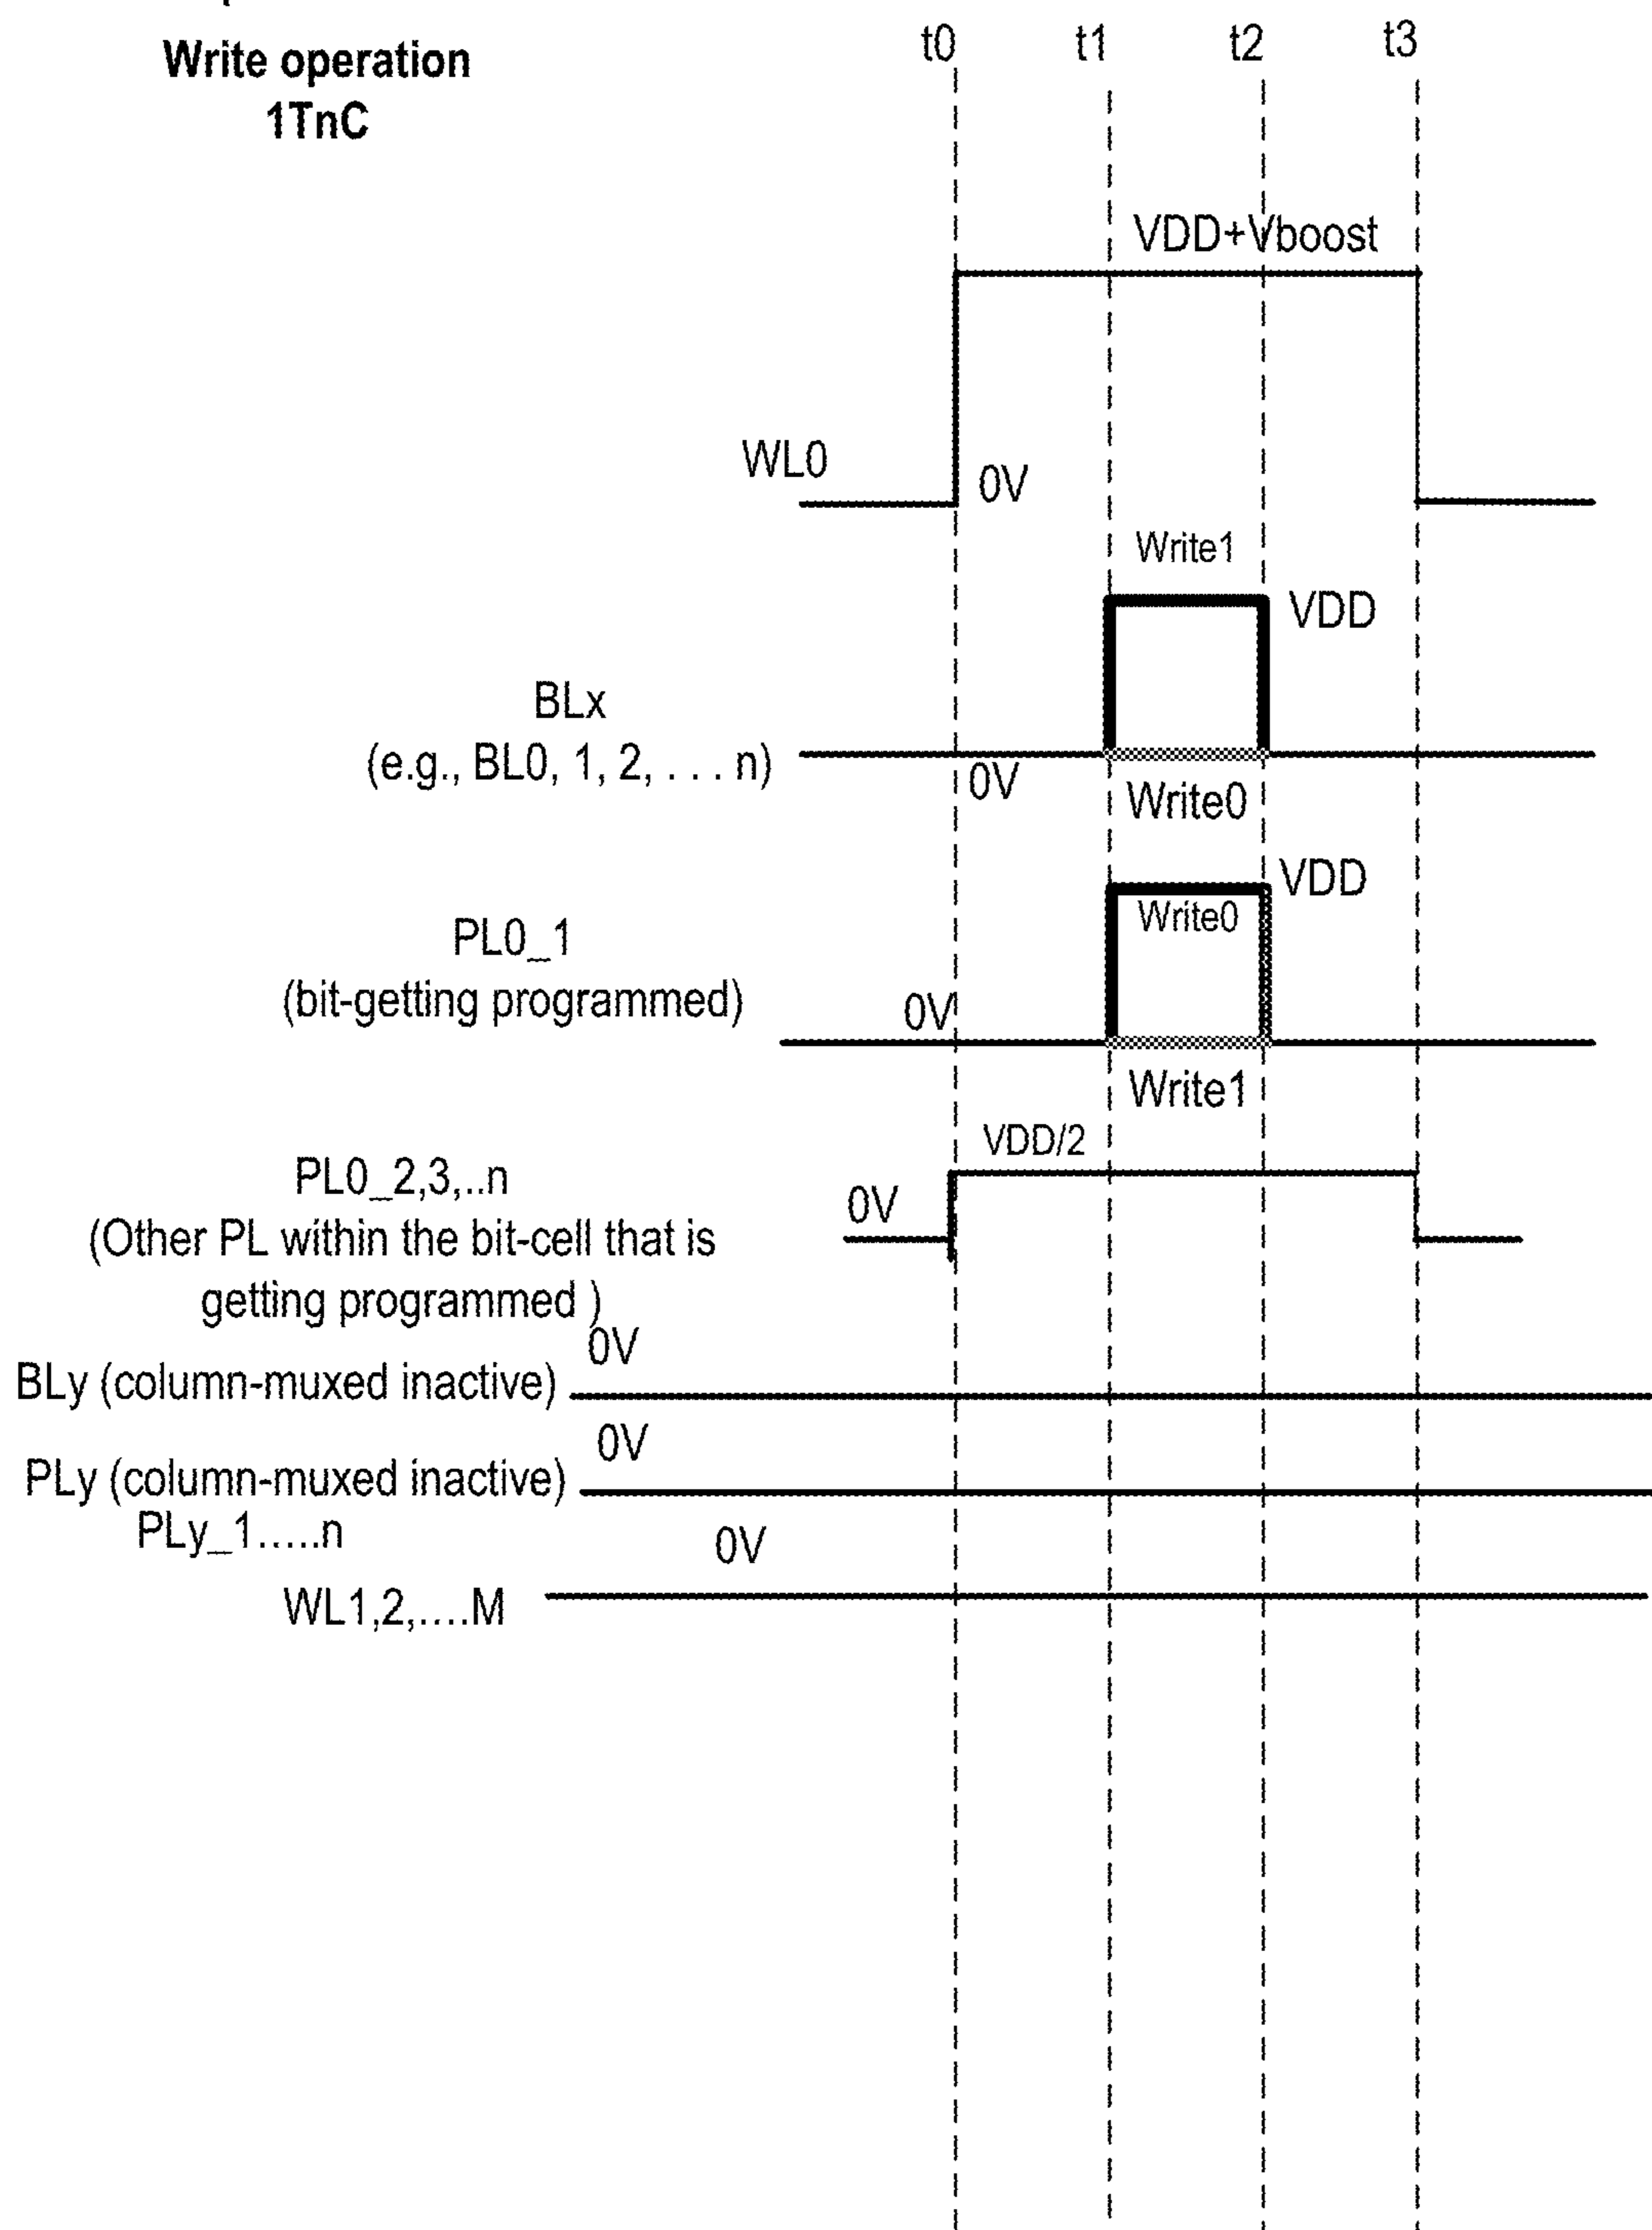 Write operation
1TnC
t0
t1
t2
t3
VDD+Vboost
WL0
0V
Write1
VDD
BLx
(e.g., BL0, 1, 2, . . . n)
0V
Write0
VDD
Write0
PL0_1
(bit-getting programmed)
0V
Write1
VDD/2
PL0_2,3,..n
0V
(Other PL within the bit-cell that is
getting programmed )
0V
BLy (column-muxed inactive)
0V
PLy (column-muxed inactive)
PLy_1.....n
0V
WL1,2,....M